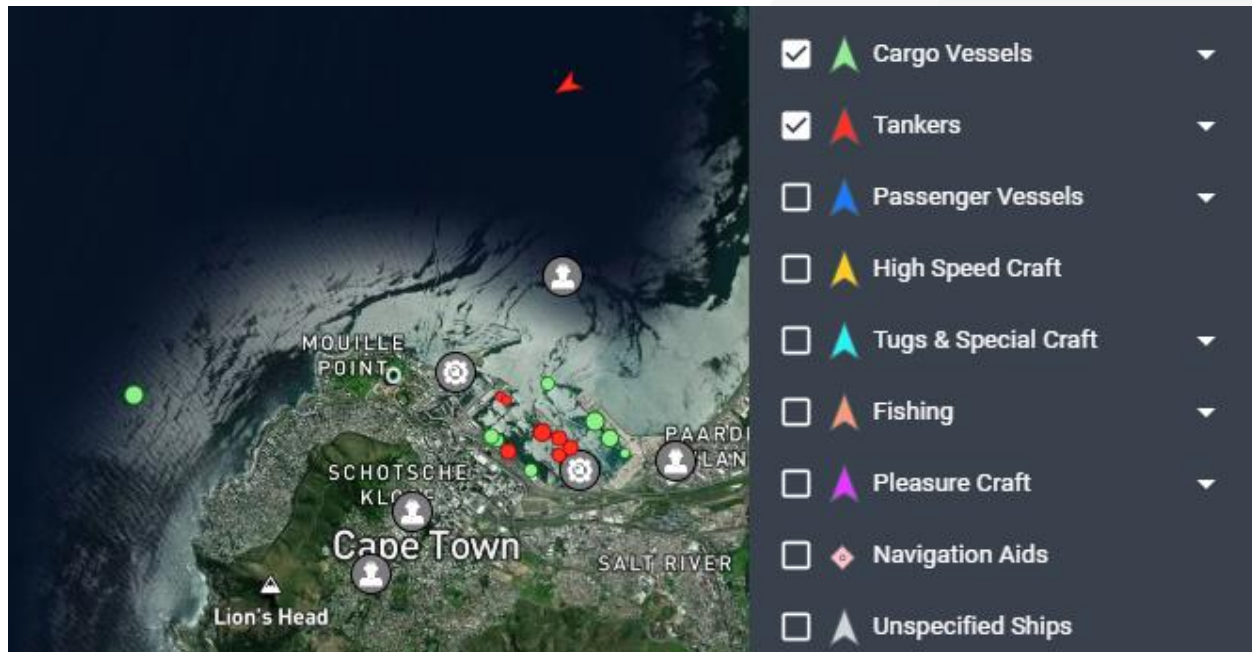 MOUILLE
POINT
SCHOTSCHE
Cape Town
Lion's Head
SALT RIVER
PAARD
Cargo Vessels
Tankers
Passenger Vessels
High Speed Craft
Tugs & Special Craft
Fishing
Pleasure Craft
Navigation Aids
Unspecified Ships